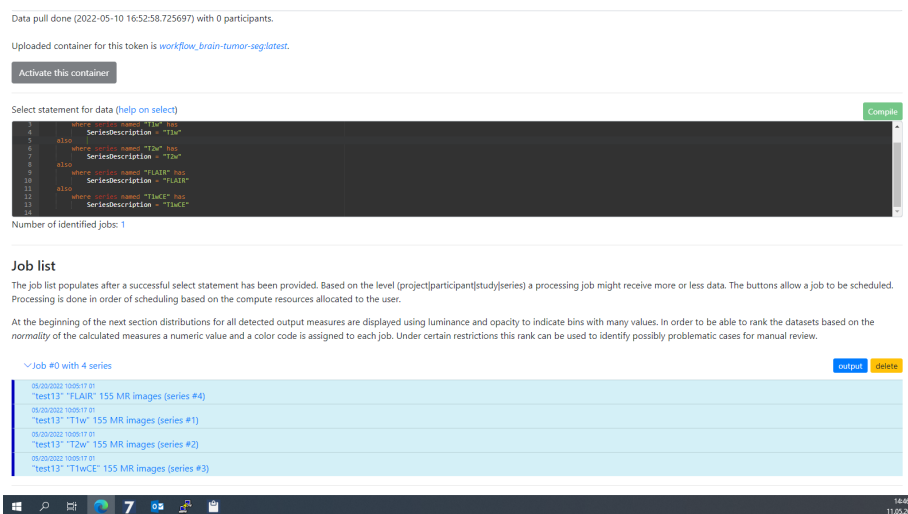 Data pull done (2022-05-10 16:52:58.725697) with 0 participants.
Uploaded container for this token is workflow_brain-tumor-seg:latest.
Activate this container
Select statement for data (help on select)
Compile
3 where series named "T1w" has
4 SeriesDescription = "T1w"
5 also
6 where series named "T2w" has
7 SeriesDescription = "T2w"
8 also
9 where series named "FLAIR" has
10 SeriesDescription = "FLAIR"
11 also
12 where series named "T1wCE" has
13 SeriesDescription = "T1wCE"
14
Number of identified jobs: 1
Job list
The job list populates after a successful select statement has been provided. Based on the level (project|participant|study|series) a processing job might receive more or less data. The buttons allow a job to be scheduled.
Processing is done in order of scheduling based on the compute resources allocated to the user.
At the beginning of the next section distributions for all detected output measures are displayed using luminance and opacity to indicate bins with many values. In order to be able to rank the datasets based on the
normality of the calculated measures a numeric value and a color code is assigned to each job. Under certain restrictions this rank can be used to identify possibly problematic cases for manual review.
Job #0 with 4 series
output delete
05/20/2022 10:05:17 01
"test13" "FLAIR" 155 MR images (series #4)
05/20/2022 10:05:17 01
"test13" "T1w" 155 MR images (series #1)
05/20/2022 10:05:17 01
"test13" "T2w" 155 MR images (series #2)
05/20/2022 10:05:17 01
"test13" "T1wCE" 155 MR images (series #3)
14:46
11.05.2